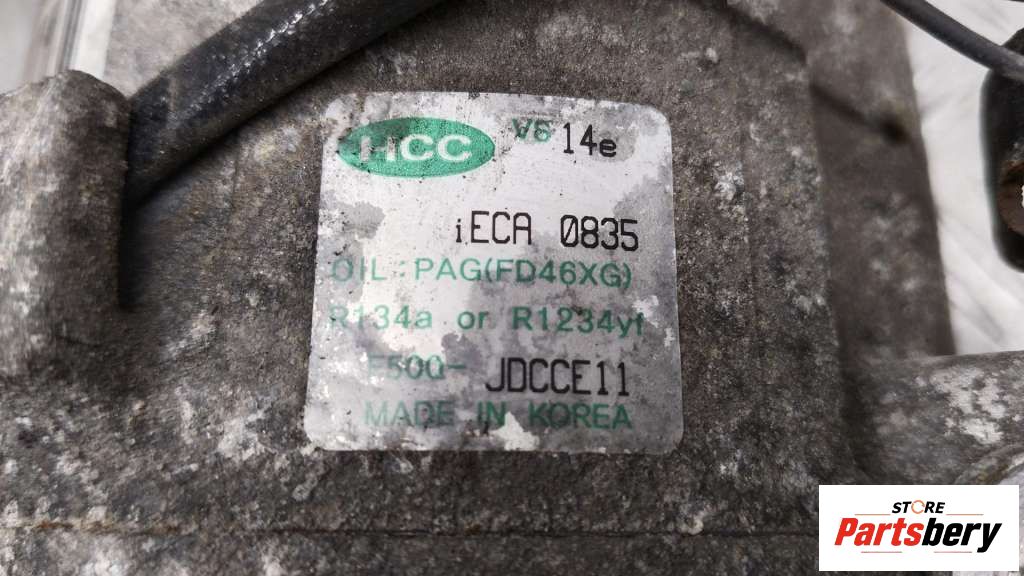 HCC VS 14e
iECA 0835
OIL : PAG(FD46XG)
R134a or R1234yf
F500- JDCCE11
MADE IN KOREA
STORE
Partsbery